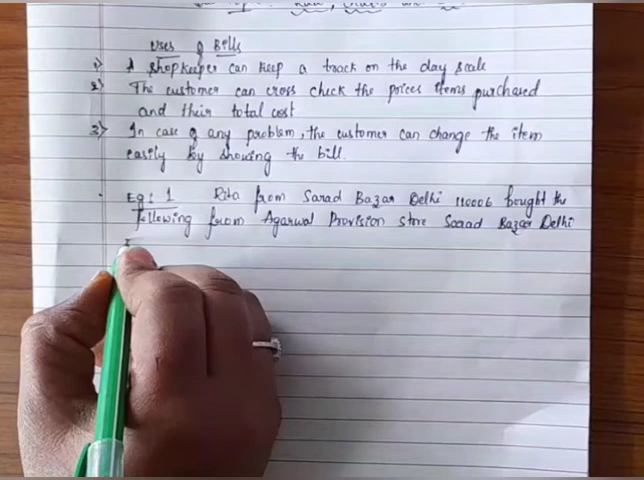 Uses of Bills
1) A shopkeeper can keep a track on the day scale
2) The customer can cross check the prices items purchased
and their total cost
3) In case of any problem, the customer can change the item
easily by showing the bill.
Eg: 1 Rita from Sarad Bazar Delhi 110006 bought the
following from Agarwal Provision store Sarad Bazar Delhi